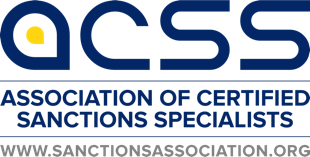 acss
ASSOCIATION OF CERTIFIED
SANCTIONS SPECIALISTS
WWW.SANCTIONSASSOCIATION.ORG